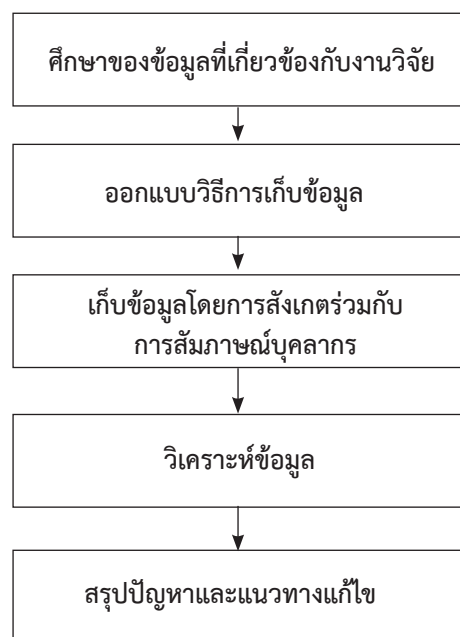 ศึกษาของข้อมูลที่เกี่ยวข้องกับงานวิจัย
ออกแบบวิธีการเก็บข้อมูล
เก็บข้อมูลโดยการสังเกตร่วมกับ
การสัมภาษณ์บุคลากร
วิเคราะห์ข้อมูล
สรุปปัญหาและแนวทางแก้ไข